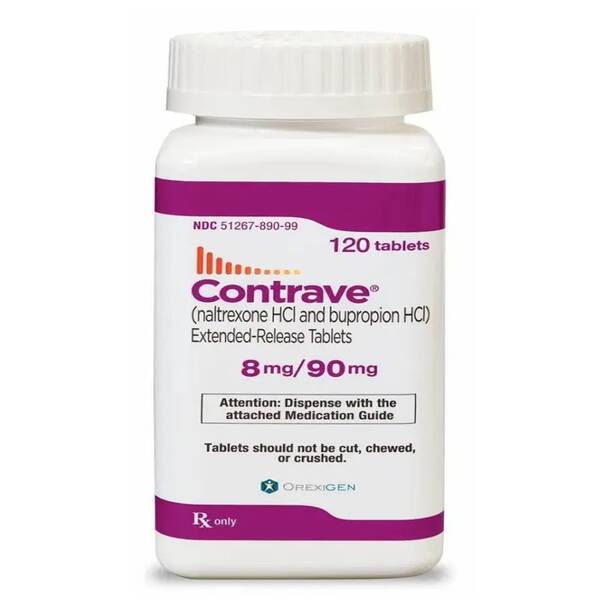 NDC 51267-890-99
120 tablets
Contrave®
(naltrexone HCl and bupropion HCl)
Extended-Release Tablets
8mg/90mg
Attention: Dispense with the
attached Medication Guide
Tablets should not be cut, chewed,
or crushed.
OREXIGEN
Rx only